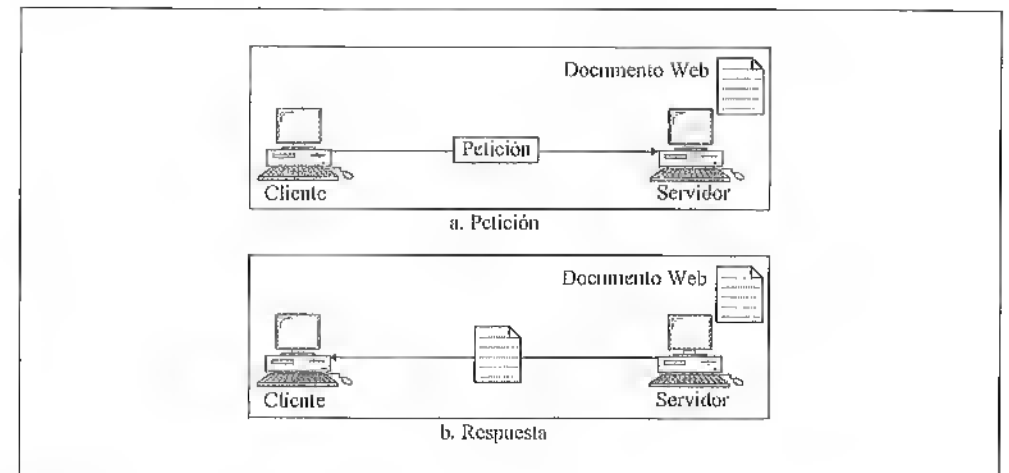 Documento Web
Petición
Cliente
Servidor
a. Petición
Documento Web
Cliente
Servidor
b. Respuesta